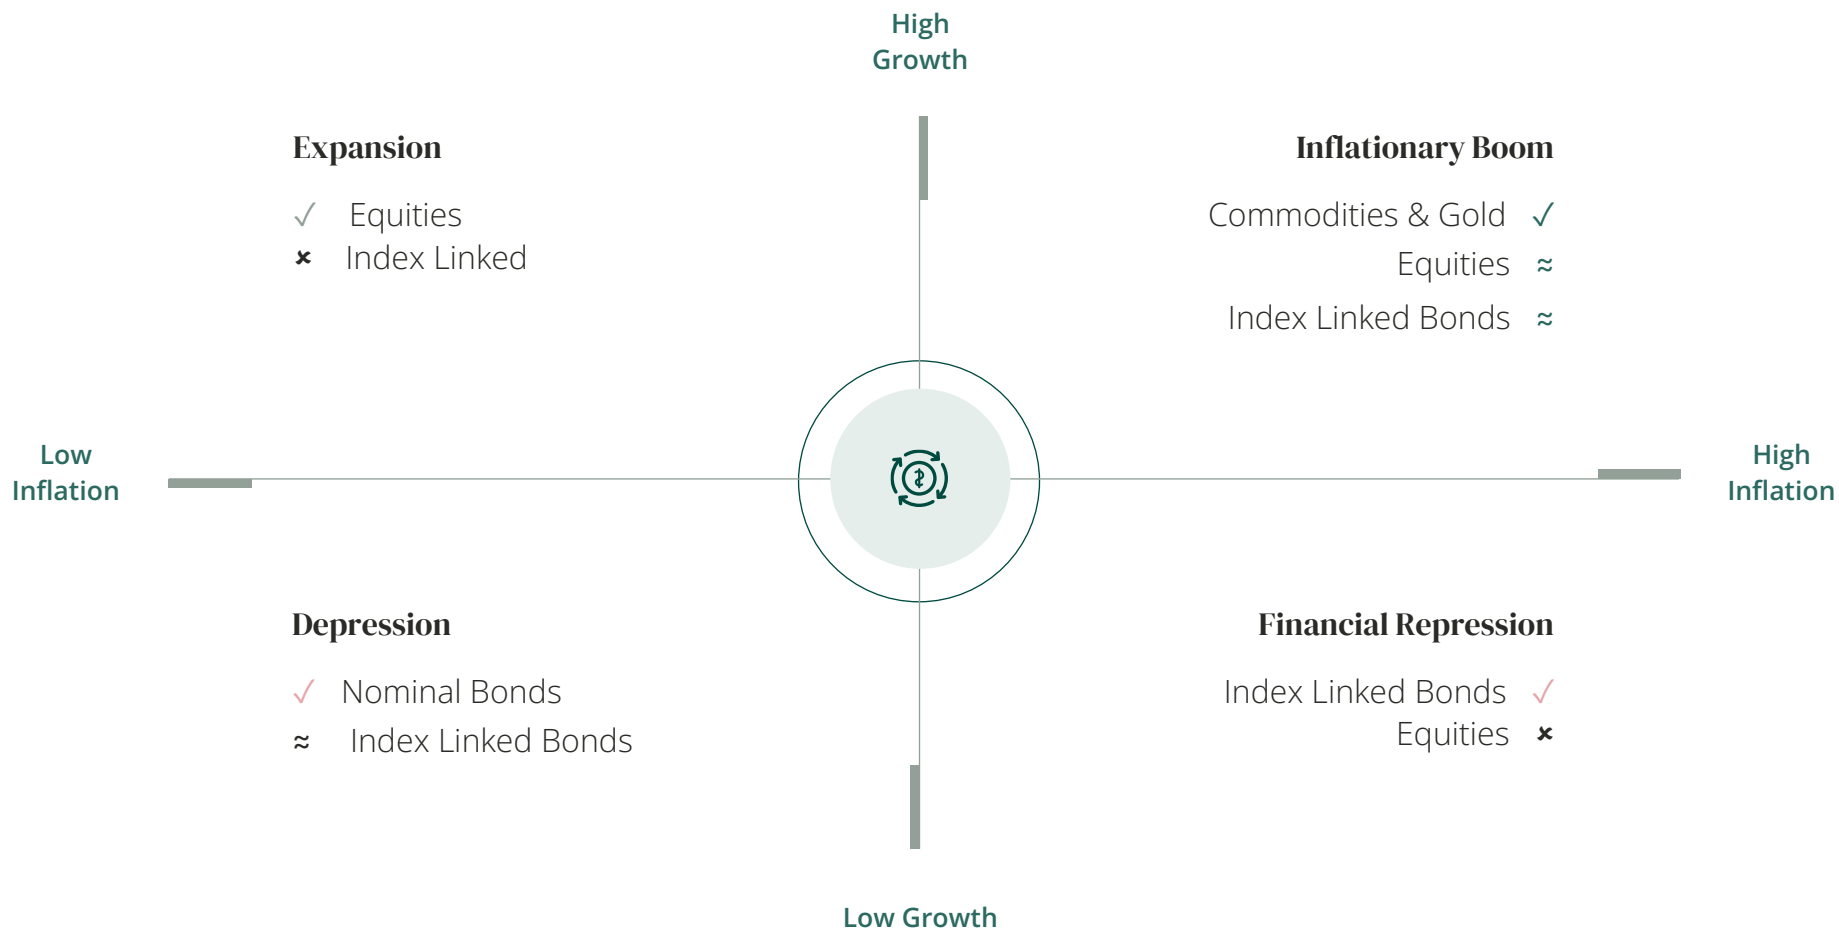 High
Growth
Expansion
✓ Equities
✘ Index Linked
Inflationary Boom
Commodities & Gold ✓
Equities ≈
Index Linked Bonds ≈
Low
Inflation
$
High
Inflation
Depression
✓ Nominal Bonds
≈ Index Linked Bonds
Financial Repression
Index Linked Bonds ✓
Equities ✘
Low Growth